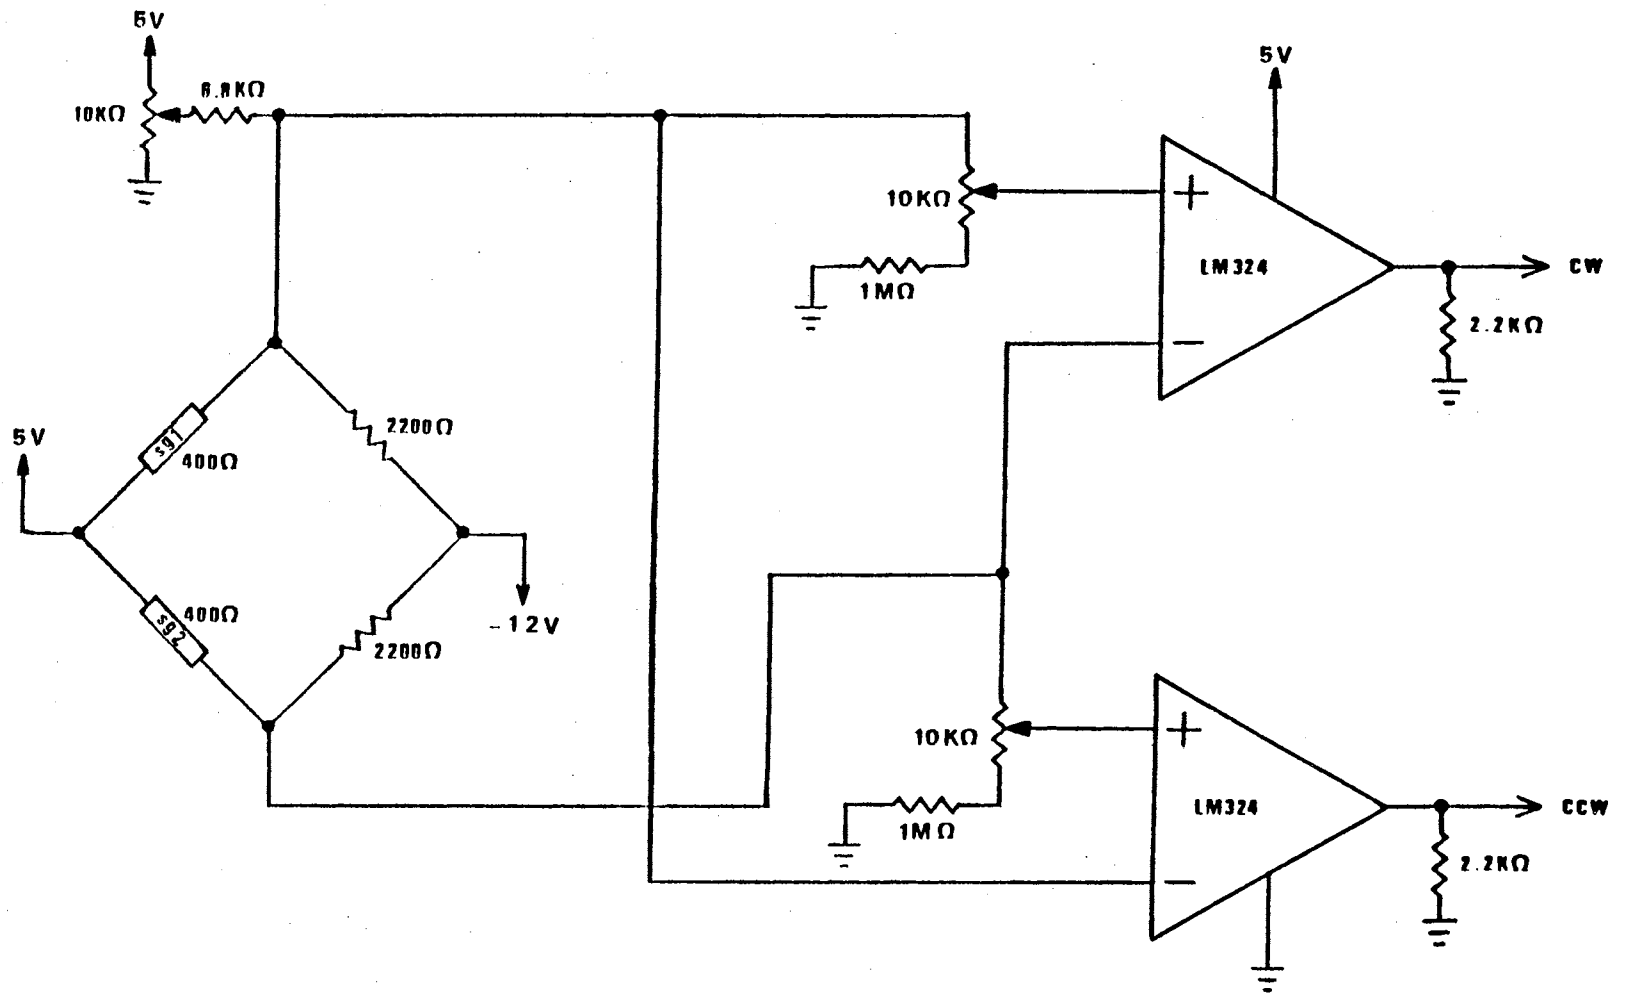 5V
5V
6.8KΩ
10KΩ
10KΩ
+
LM324
CW
1MΩ
2.2KΩ
−
5V
sg1
400Ω
2200Ω
400Ω
sg2
2200Ω
-12V
10KΩ
+
LM324
CCW
1MΩ
2.2KΩ
−